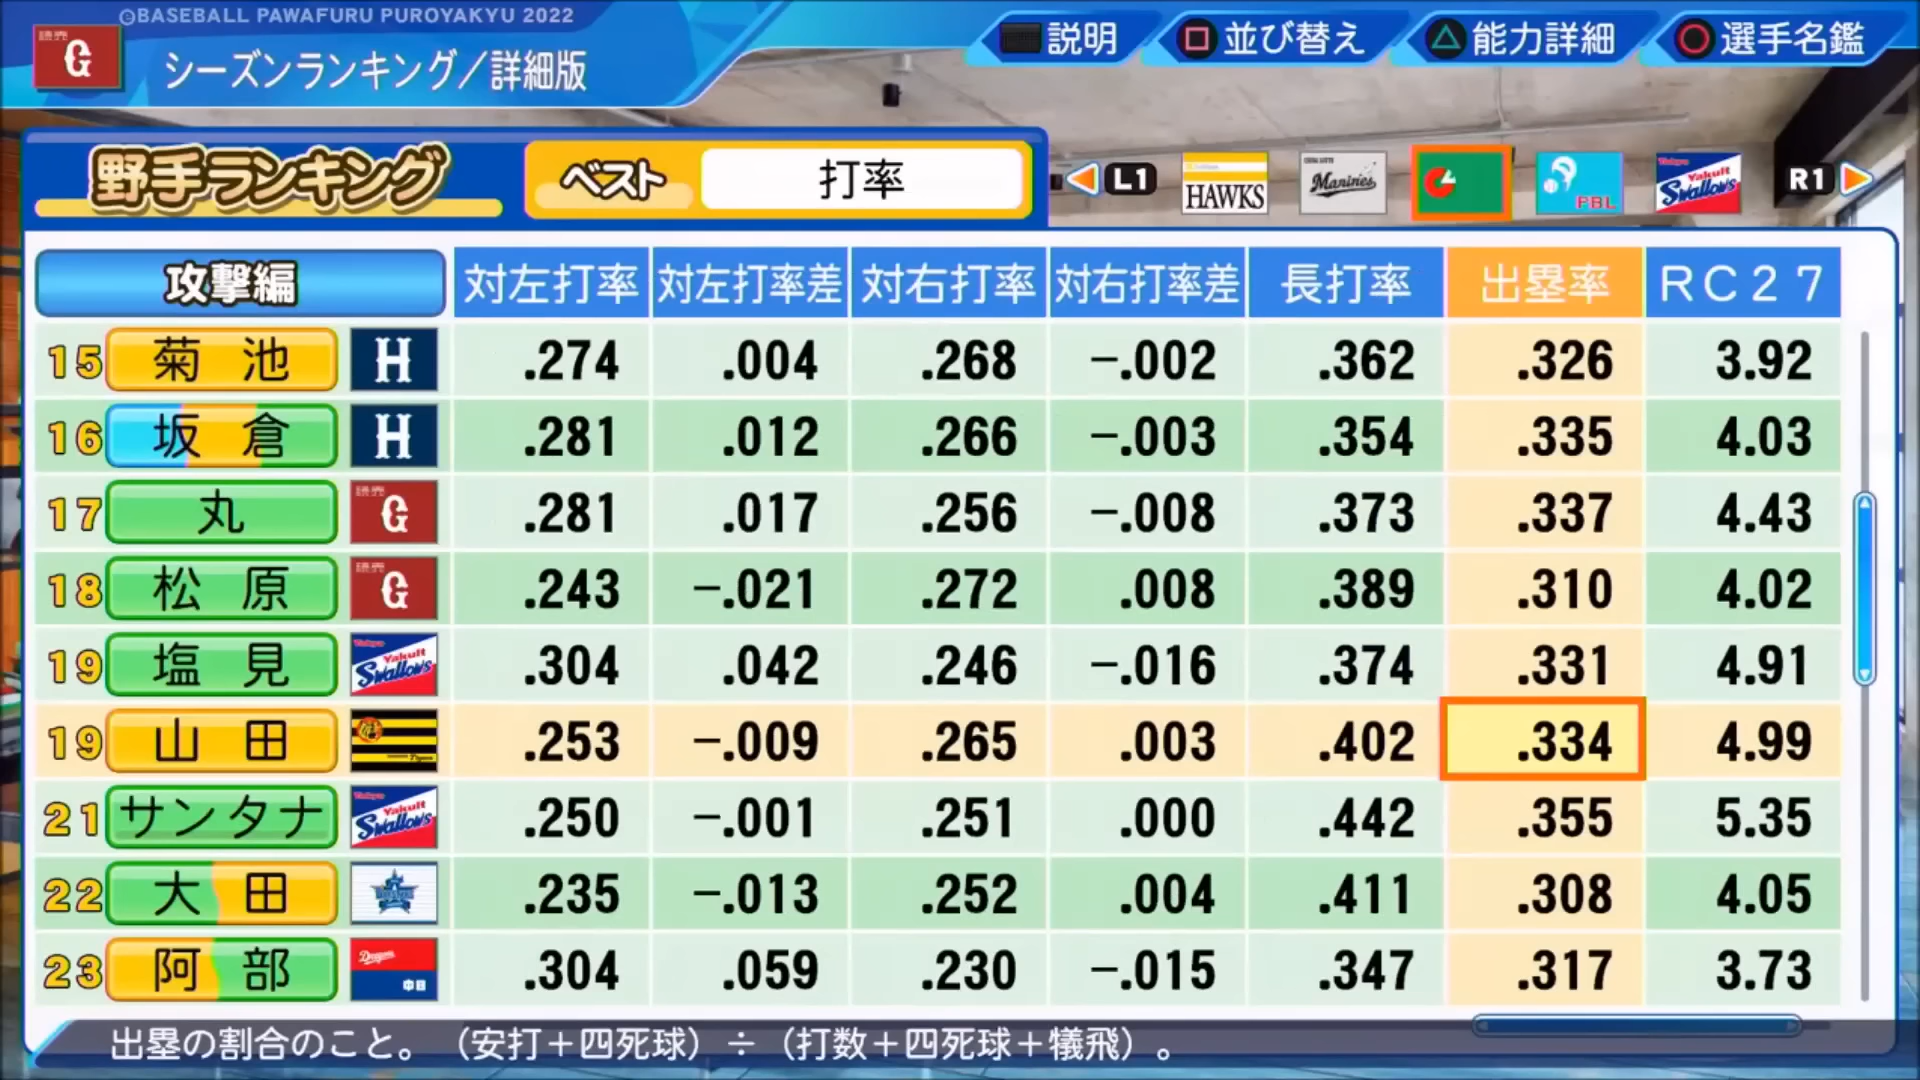 ©BASEBALL PAWAFURU PUROYAKYU 2022
G シーズンランキング／詳細版
説明 並び替え 能力詳細 選手名鑑
野手ランキング ベスト 打率 L1 HAWKS Marines PBL Yakult Swallows R1
攻撃編 対左打率 対左打率差 対右打率 対右打率差 長打率 出塁率 RC27
15 菊池 H .274 .004 .268 −.002 .362 .326 3.92
16 坂倉 H .281 .012 .266 −.003 .354 .335 4.03
17 丸 G .281 .017 .256 −.008 .373 .337 4.43
18 松原 G .243 −.021 .272 .008 .389 .310 4.02
19 塩見 Yakult Swallows .304 .042 .246 −.016 .374 .331 4.91
19 山田 Tigers .253 −.009 .265 .003 .402 .334 4.99
21 サンタナ Yakult Swallows .250 −.001 .251 .000 .442 .355 5.35
22 大田 .235 −.013 .252 .004 .411 .308 4.05
23 阿部 Dragons 中日 .304 .059 .230 −.015 .347 .317 3.73
出塁の割合のこと。（安打＋四死球）÷（打数＋四死球＋犠飛）。